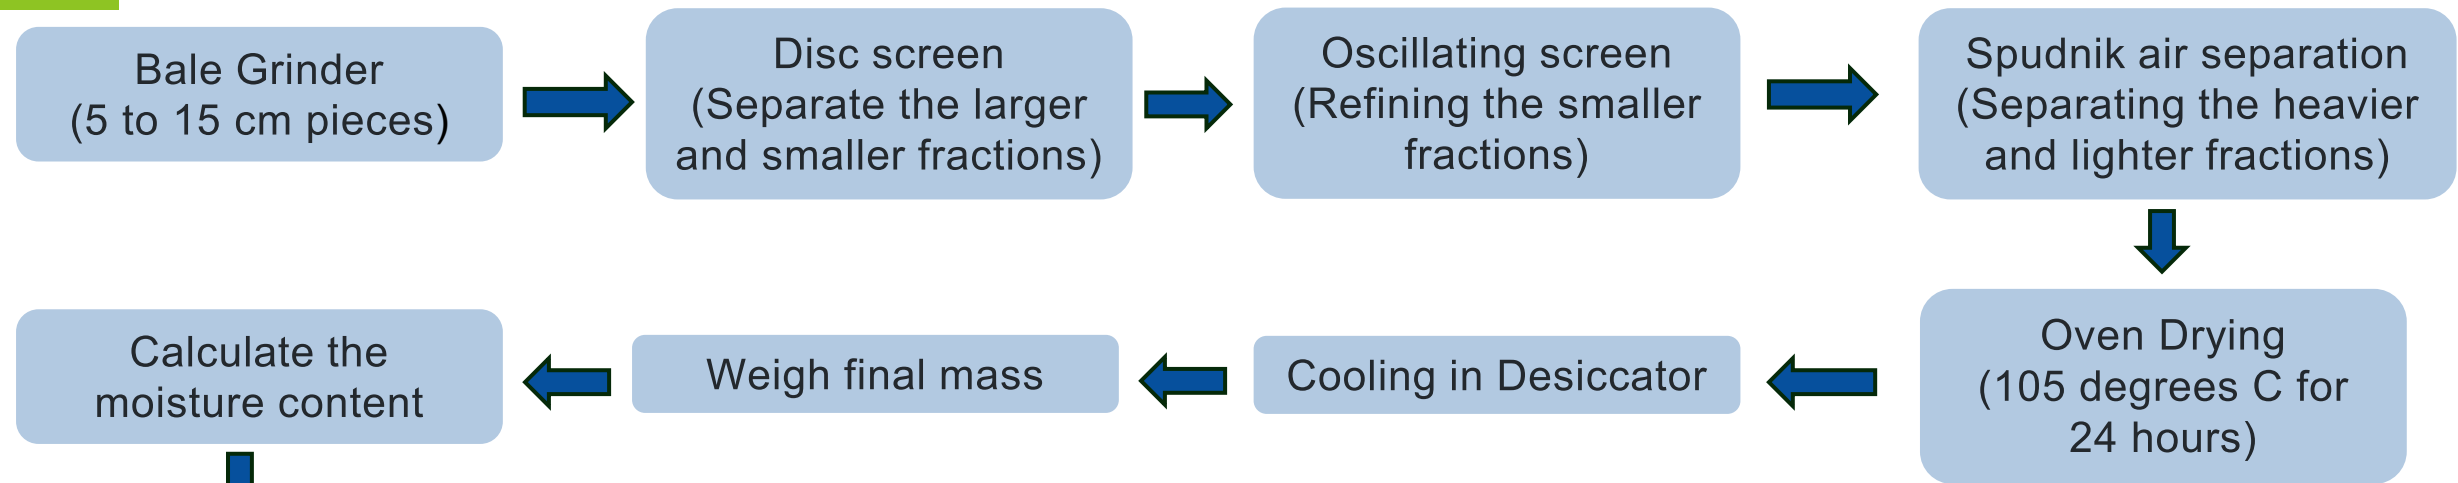 Bale Grinder
(5 to 15 cm pieces)
Disc screen
(Separate the larger
and smaller fractions)
Oscillating screen
(Refining the smaller
fractions)
Spudnik air separation
(Separating the heavier
and lighter fractions)
Oven Drying
(105 degrees C for
24 hours)
Cooling in Desiccator
Weigh final mass
Calculate the
moisture content